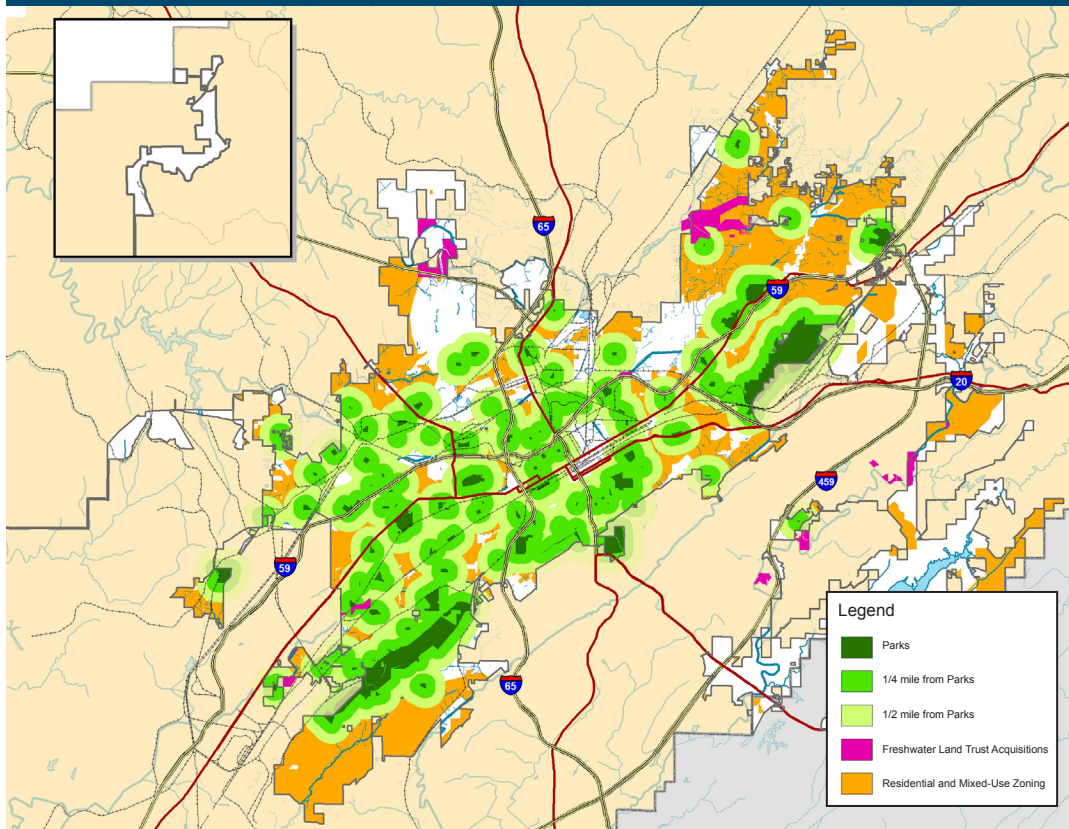 65
59
20
459
59
65
Legend
Parks
1/4 mile from Parks
1/2 mile from Parks
Freshwater Land Trust Acquisitions
Residential and Mixed-Use Zoning